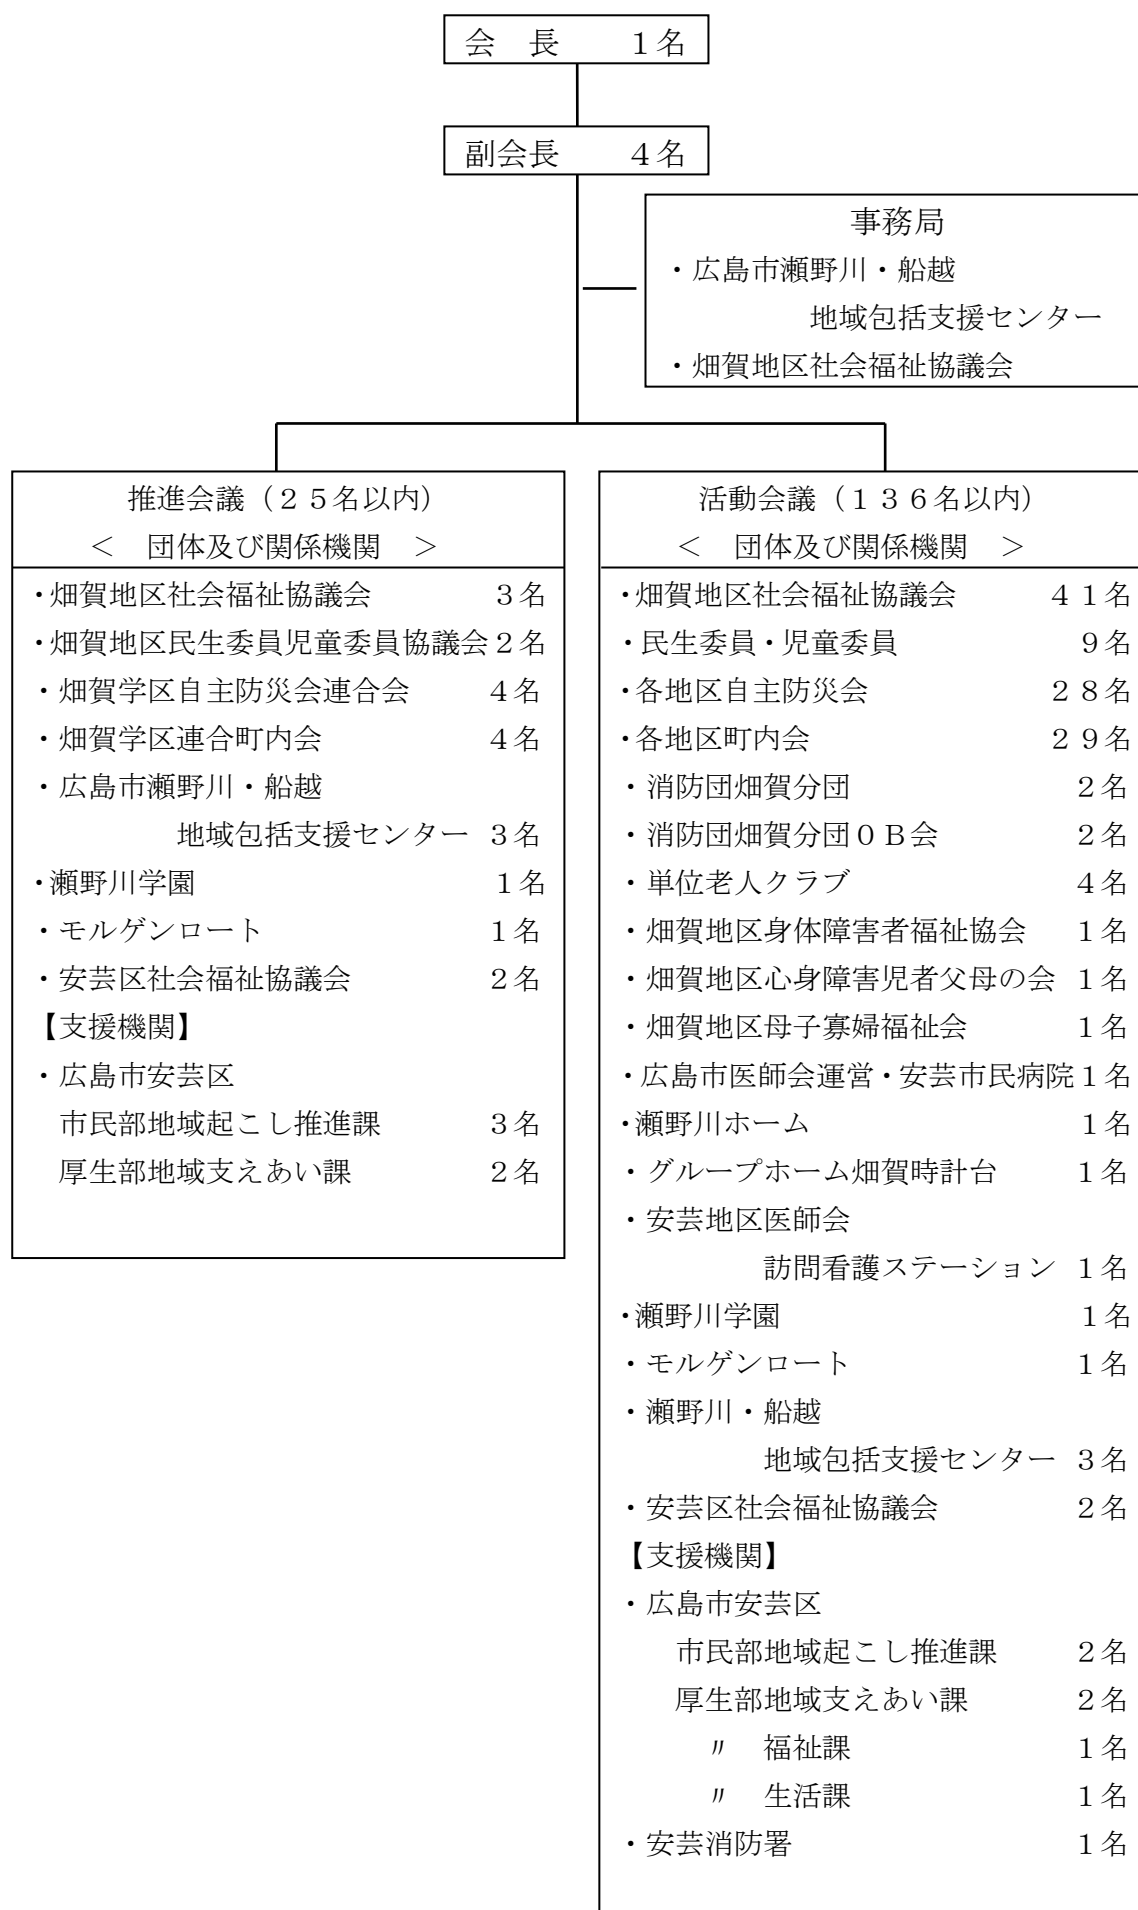 会　長　　１名
副会長　　４名
事務局
・広島市瀬野川・船越
地域包括支援センター
・畑賀地区社会福祉協議会
推進会議（２５名以内）
＜　団体及び関係機関　＞
・畑賀地区社会福祉協議会　３名
・畑賀地区民生委員児童委員協議会２名
・畑賀学区自主防災会連合会　４名
・畑賀学区連合町内会　４名
・広島市瀬野川・船越
地域包括支援センター　３名
・瀬野川学園　１名
・モルゲンロート　１名
・安芸区社会福祉協議会　２名
【支援機関】
・広島市安芸区
市民部地域起こし推進課　３名
厚生部地域支えあい課　２名
活動会議（１３６名以内）
＜　団体及び関係機関　＞
・畑賀地区社会福祉協議会　４１名
・民生委員・児童委員　９名
・各地区自主防災会　２８名
・各地区町内会　２９名
・消防団畑賀分団　２名
・消防団畑賀分団ＯＢ会　２名
・単位老人クラブ　４名
・畑賀地区身体障害者福祉協会　１名
・畑賀地区心身障害児者父母の会　１名
・畑賀地区母子寡婦福祉会　１名
・広島市医師会運営・安芸市民病院１名
・瀬野川ホーム　１名
・グループホーム畑賀時計台　１名
・安芸地区医師会
訪問看護ステーション　１名
・瀬野川学園　１名
・モルゲンロート　１名
・瀬野川・船越
地域包括支援センター　３名
・安芸区社会福祉協議会　２名
【支援機関】
・広島市安芸区
市民部地域起こし推進課　２名
厚生部地域支えあい課　２名
〃　福祉課　１名
〃　生活課　１名
・安芸消防署　１名